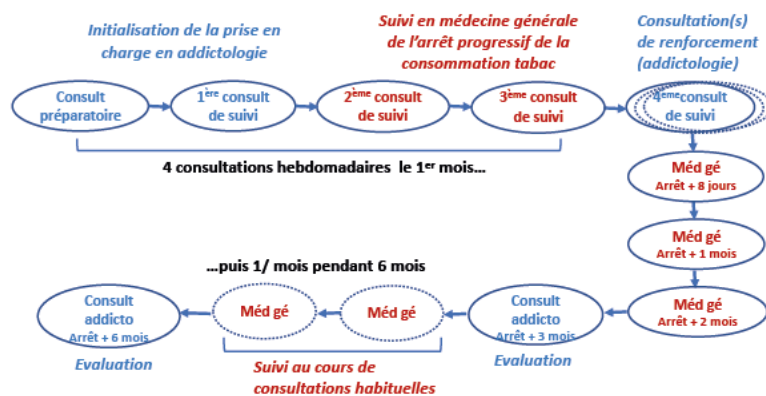 Initialisation de la prise en
charge en addictologie
Suivi en médecine générale
de l'arrêt progressif de la
consommation tabac
Consultation(s)
de renforcement
(addictologie)
Consult
préparatoire
1ère consult
de suivi
2ème consult
de suivi
3ème consult
de suivi
4emeconsult
de suivi
4 consultations hebdomadaires le 1er mois...
Méd gé
Arrêt + 8 jours
Méd gé
Arrêt + 1 mois
Méd gé
Arrêt + 2 mois
...puis 1/ mois pendant 6 mois
Consult
addicto
Arrêt + 6 mois
Méd gé
Méd gé
Consult
addicto
Arrêt + 3 mois
Evaluation
Suivi au cours de
consultations habituelles
Evaluation